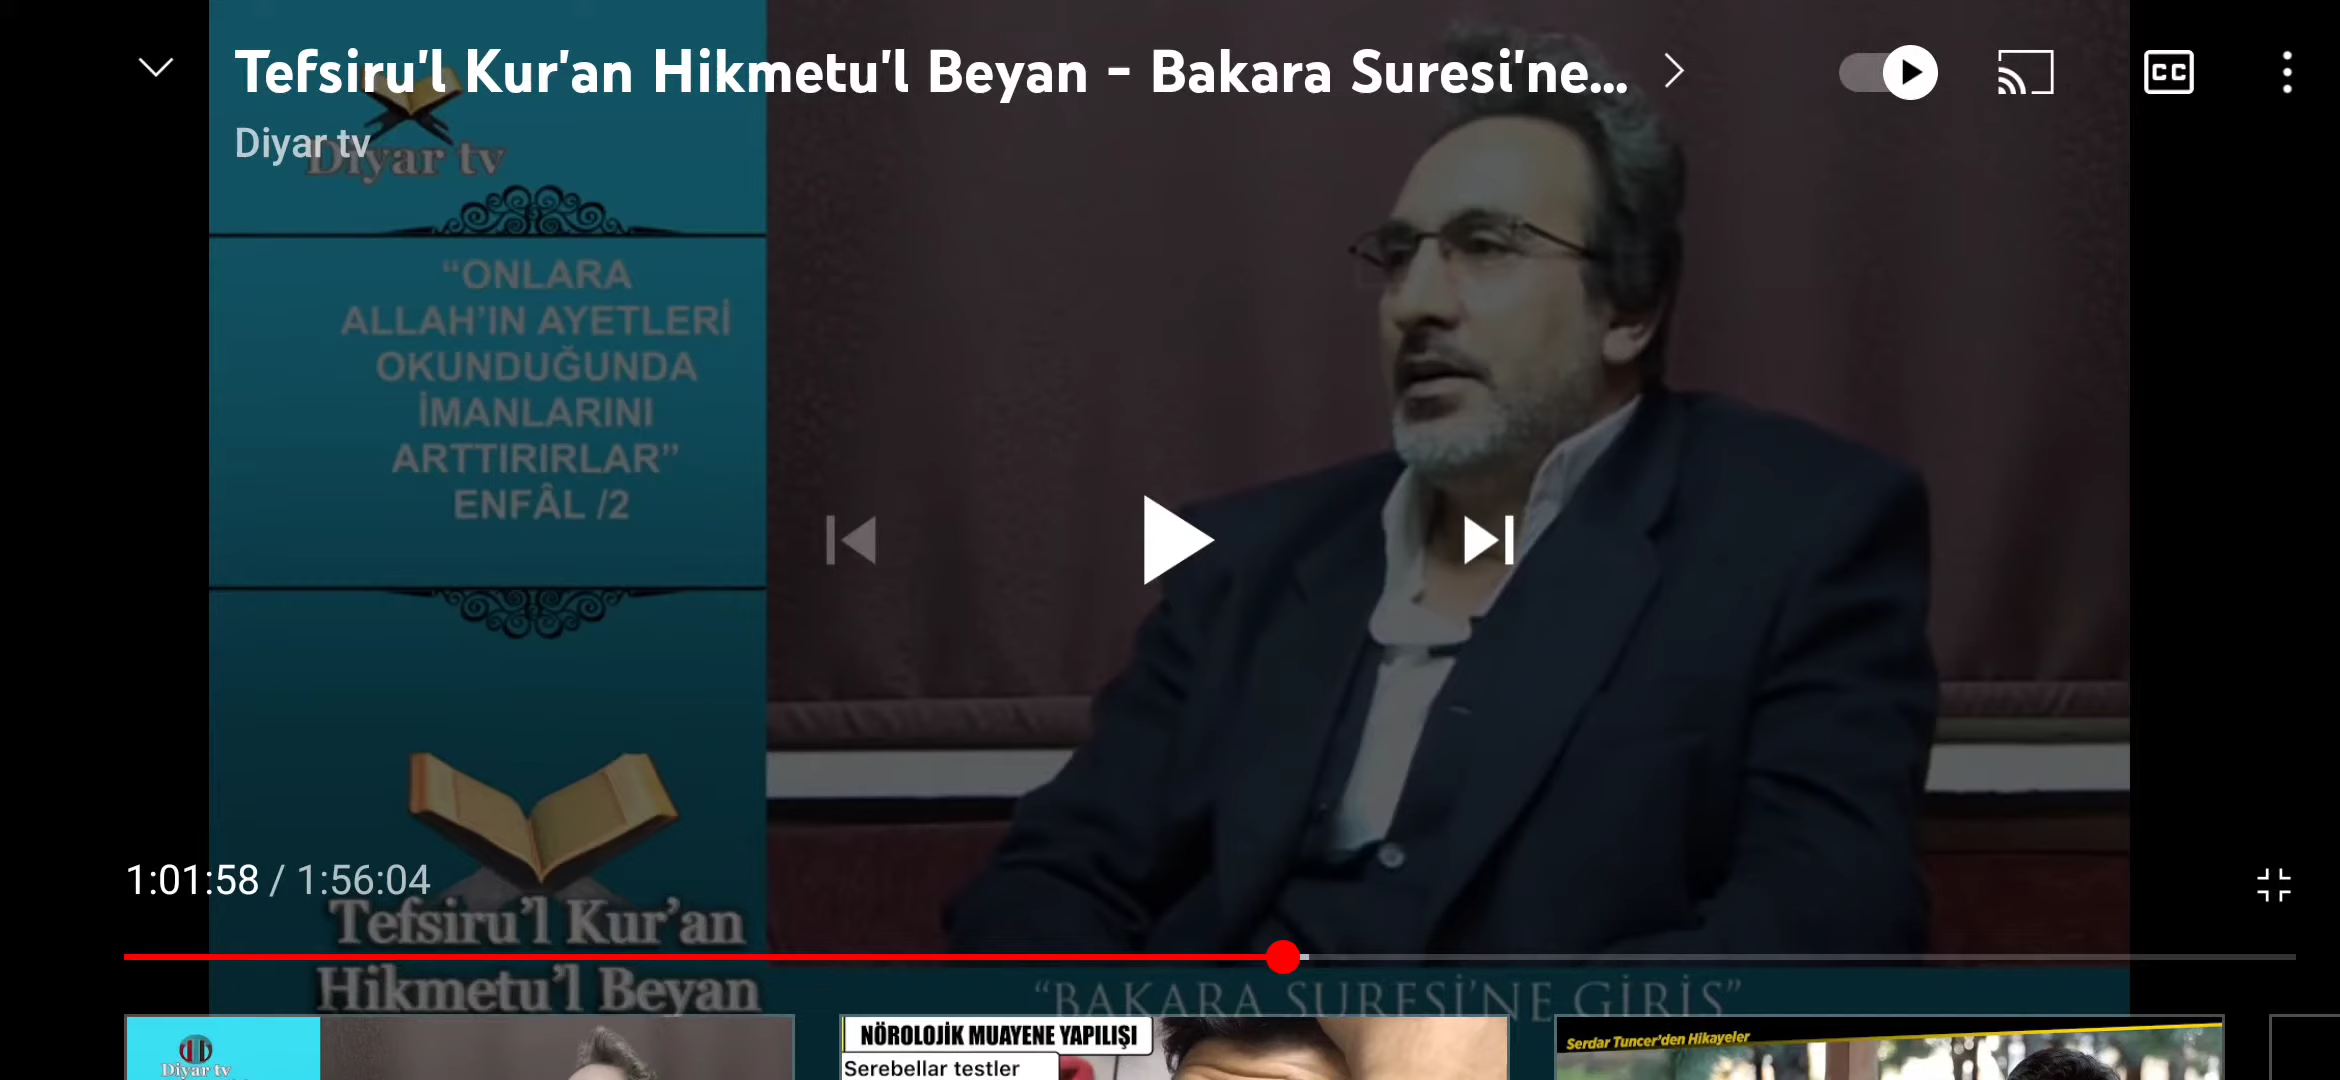 Tefsiru'l Kur'an Hikmetu'l Beyan - Bakara Suresi'ne...
CC
Diyar tv
Diyar tv
“ONLARA
ALLAH’IN AYETLERİ
OKUNDUĞUNDA
İMANLARINI
ARTTIRIRLAR”
ENFÂL /2
1:01:58 / 1:56:04
Tefsiru’l Kur’an
Hikmetu’l Beyan
“BAKARA SURESİ’NE GİRİŞ”
Diyar tv
NÖROLOJİK MUAYENE YAPILIŞI
Serebellar testler
Serdar Tuncer’den Hikayeler